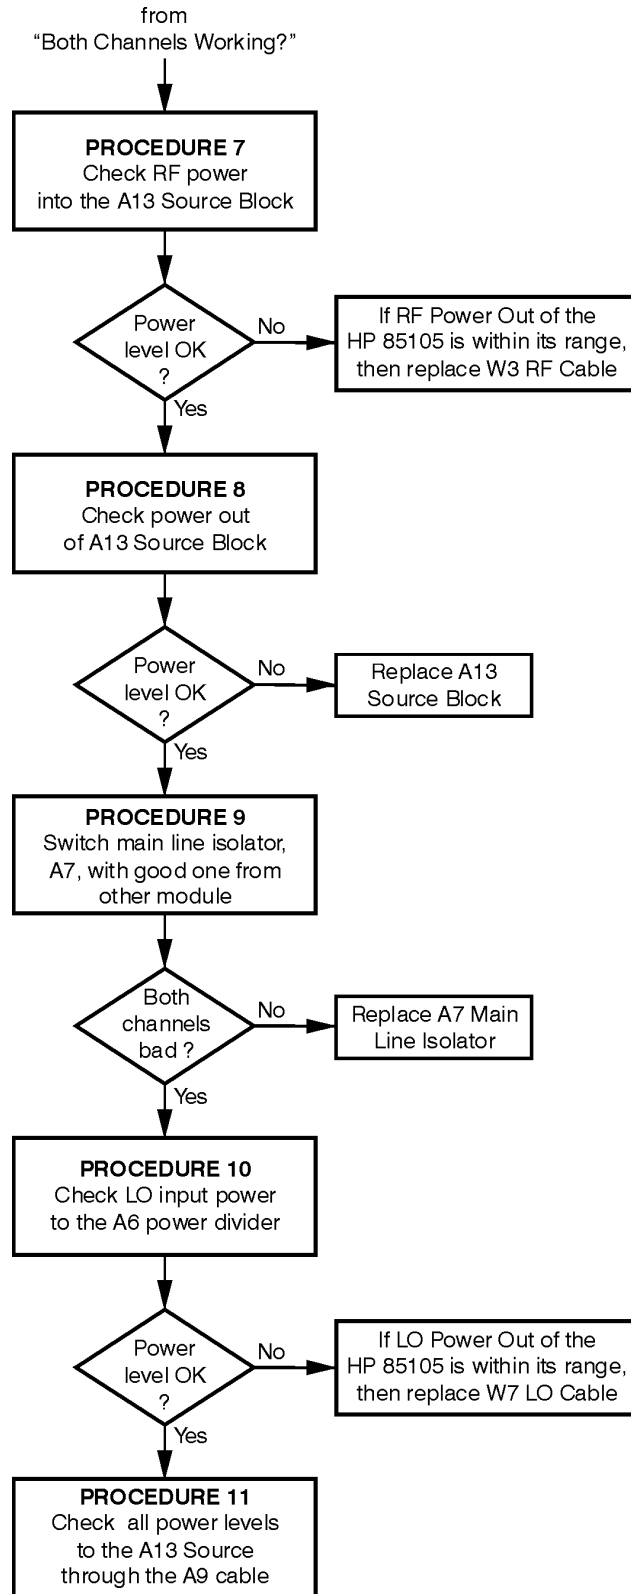 from
“Both Channels Working?”
PROCEDURE 7
Check RF power
into the A13 Source Block
Power
level OK
?
No
If RF Power Out of the
HP 85105 is within its range,
then replace W3 RF Cable
Yes
PROCEDURE 8
Check power out
of A13 Source Block
Power
level OK
?
No
Replace A13
Source Block
Yes
PROCEDURE 9
Switch main line isolator,
A7, with good one from
other module
Both
channels
bad ?
No
Replace A7 Main
Line Isolator
Yes
PROCEDURE 10
Check LO input power
to the A6 power divider
Power
level OK
?
No
If LO Power Out of the
HP 85105 is within its range,
then replace W7 LO Cable
Yes
PROCEDURE 11
Check all power levels
to the A13 Source
through the A9 cable